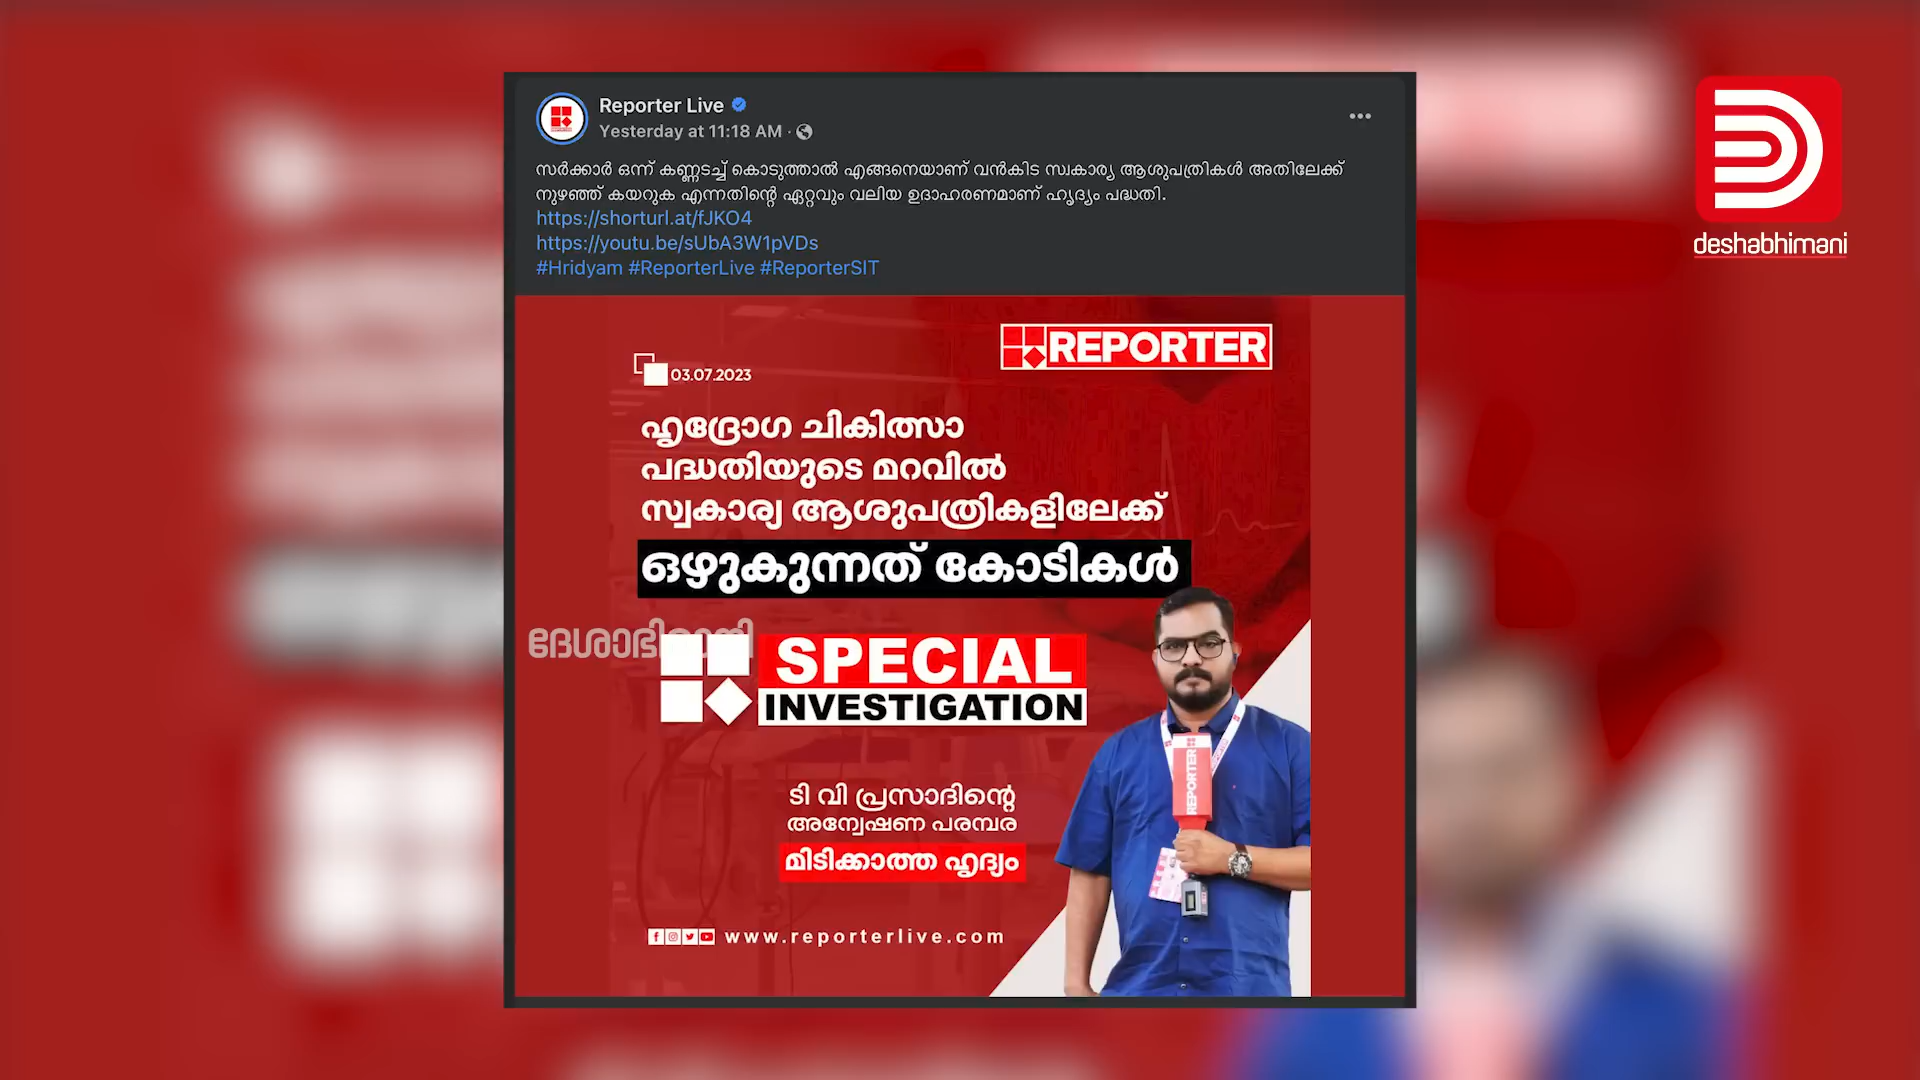 Reporter Live
Yesterday at 11:18 AM ·
സർക്കാർ ഒന്ന് കണ്ണടച്ച് കൊടുത്താൽ എങ്ങനെയാണ് വൻകിട സ്വകാര്യ ആശുപത്രികൾ അതിലേക്ക്
നുഴഞ്ഞ് കയറുക എന്നതിന്റെ ഏറ്റവും വലിയ ഉദാഹരണമാണ് ഹൃദ്യം പദ്ധതി.
https://shorturl.at/fJKO4
https://youtu.be/sUbA3W1pVDs
#Hridyam #ReporterLive #ReporterSIT
deshabhimani
REPORTER
03.07.2023
ഹൃദ്രോഗ ചികിത്സാ
പദ്ധതിയുടെ മറവിൽ
സ്വകാര്യ ആശുപത്രികളിലേക്ക്
ഒഴുകുന്നത് കോടികൾ
ദേശാഭിമാനി
SPECIAL
INVESTIGATION
REPORTER
ടി വി പ്രസാദിന്റെ
അന്വേഷണ പരമ്പര
മിടിക്കാത്ത ഹൃദ്യം
www.reporterlive.com